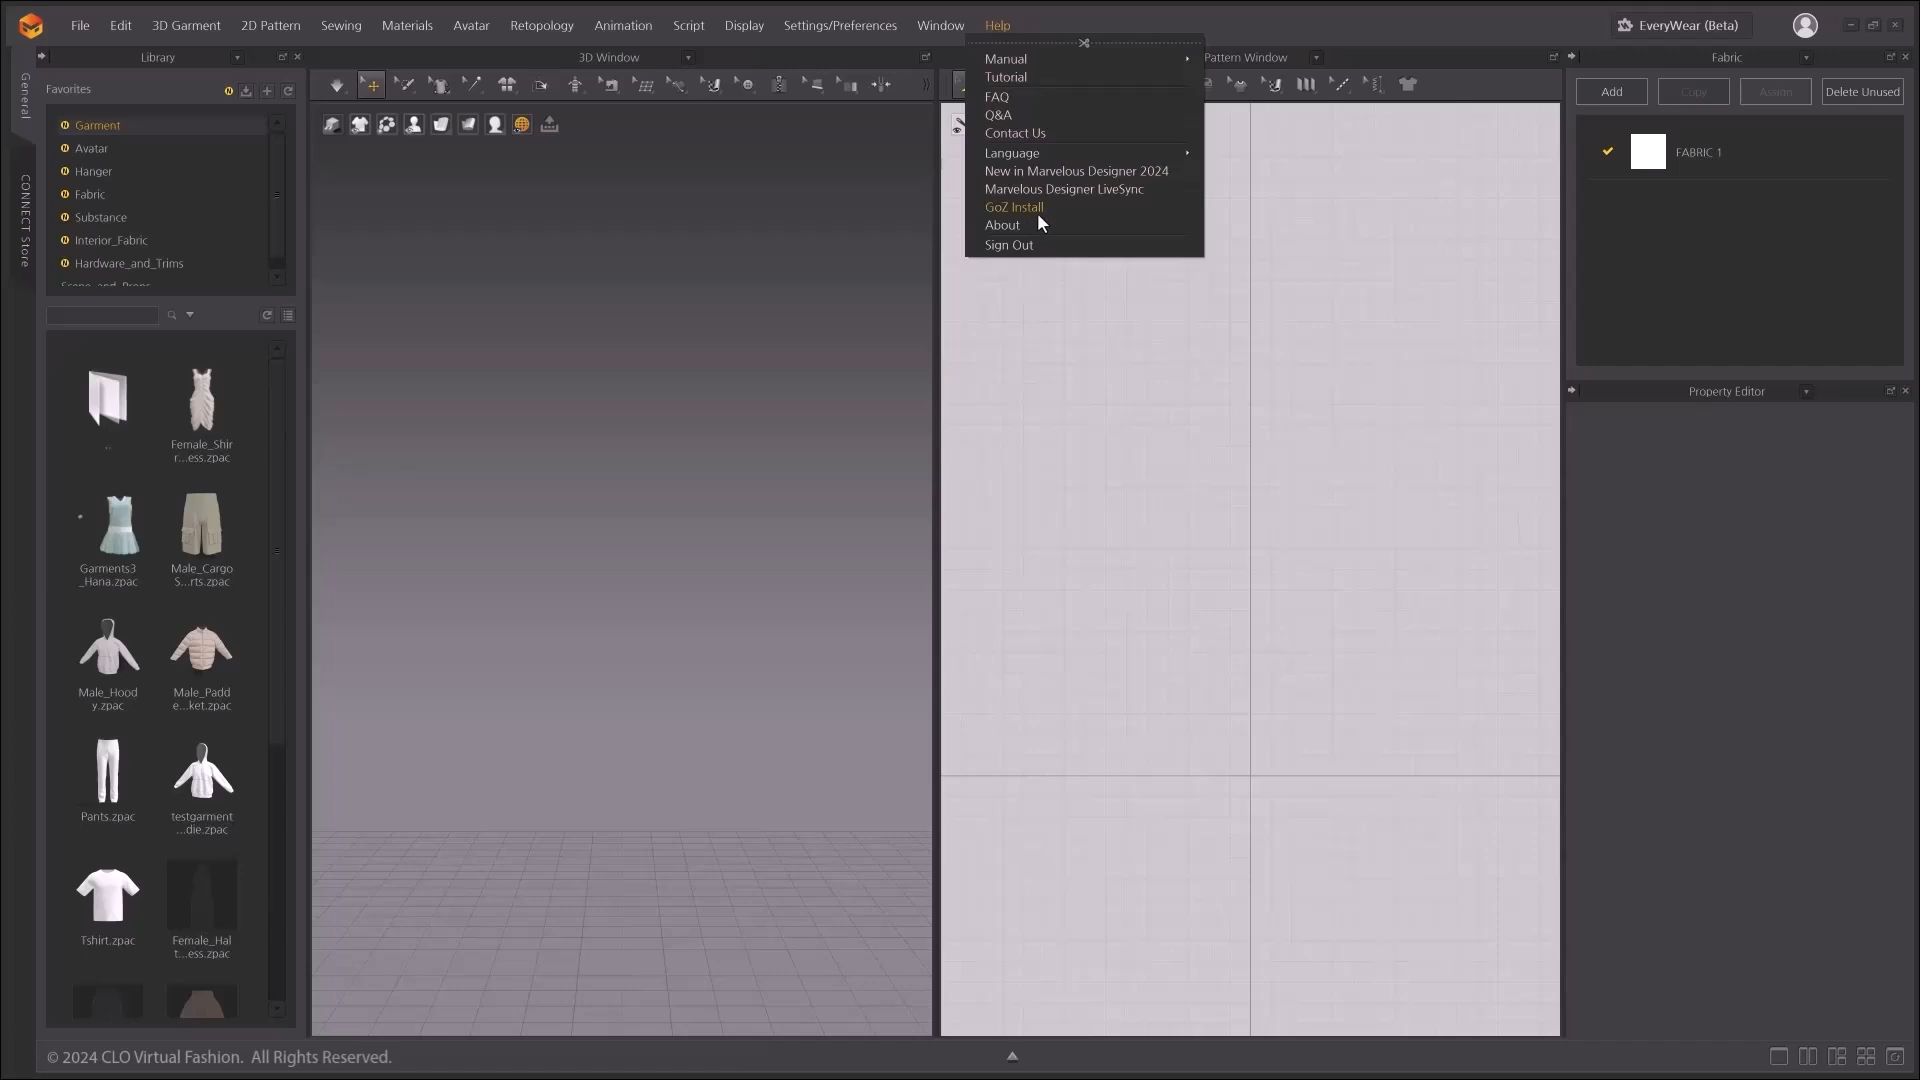 File Edit 3D Garment 2D Pattern Sewing Materials Avatar Retopology Animation Script Display Settings/Preferences Window Help
EveryWear (Beta)
Library
3D Window
Pattern Window
Fabric
General
CONNECT Store
Favorites
Garment
Avatar
Hanger
Fabric
Substance
Interior_Fabric
Hardware_and_Trims
Manual
Tutorial
FAQ
Q&A
Contact Us
Language
New in Marvelous Designer 2024
Marvelous Designer LiveSync
GoZ Install
About
Sign Out
Add Copy Assign Delete Unused
FABRIC 1
Property Editor
..
Female_Shir
r...ess.zpac
Garments3
_Hana.zpac
Male_Cargo
S...rts.zpac
Male_Hood
y.zpac
Male_Padd
e...ket.zpac
Pants.zpac
testgarment
...die.zpac
Tshirt.zpac
Female_Hal
t...ess.zpac
© 2024 CLO Virtual Fashion. All Rights Reserved.